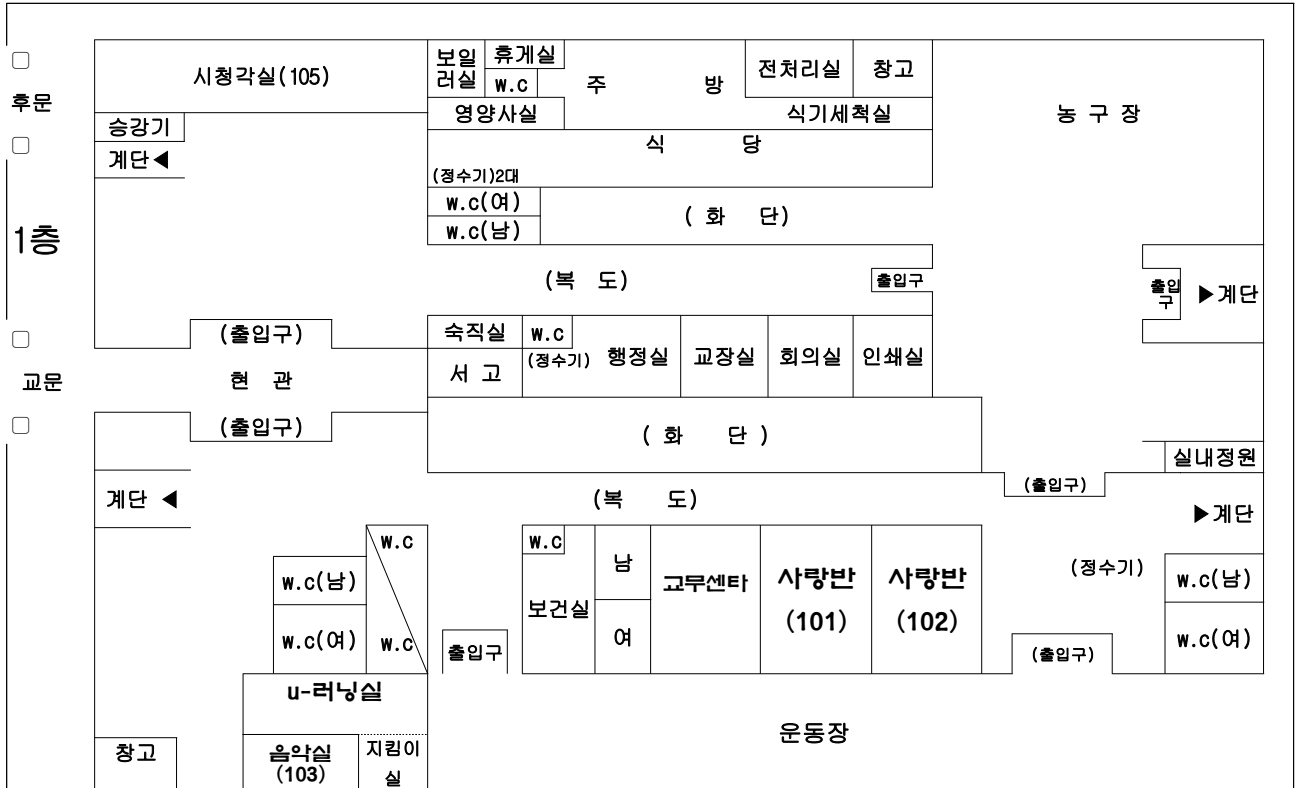 시청각실(105)
보일러실
휴게실
w.c
주 방
전처리실
창고
후문
영양사실
식기세척실
농 구 장
승강기
계단◀
식 당
(정수기)2대
w.c(여)
w.c(남)
( 화 단)
1층
(복 도)
출입구
출입구
▶계단
(출입구)
숙직실
w.c
(정수기)
행정실
교장실
회의실
인쇄실
교문
현 관
서 고
(출입구)
( 화 단 )
실내정원
계단 ◀
(복 도)
(출입구)
▶계단
w.c
w.c
w.c(남)
w.c(여)
w.c
보건실
남
여
교무센타
사랑반
(101)
사랑반
(102)
(정수기)
w.c(남)
w.c(여)
출입구
(출입구)
u-러닝실
운동장
창고
음악실
(103)
지킴이
실